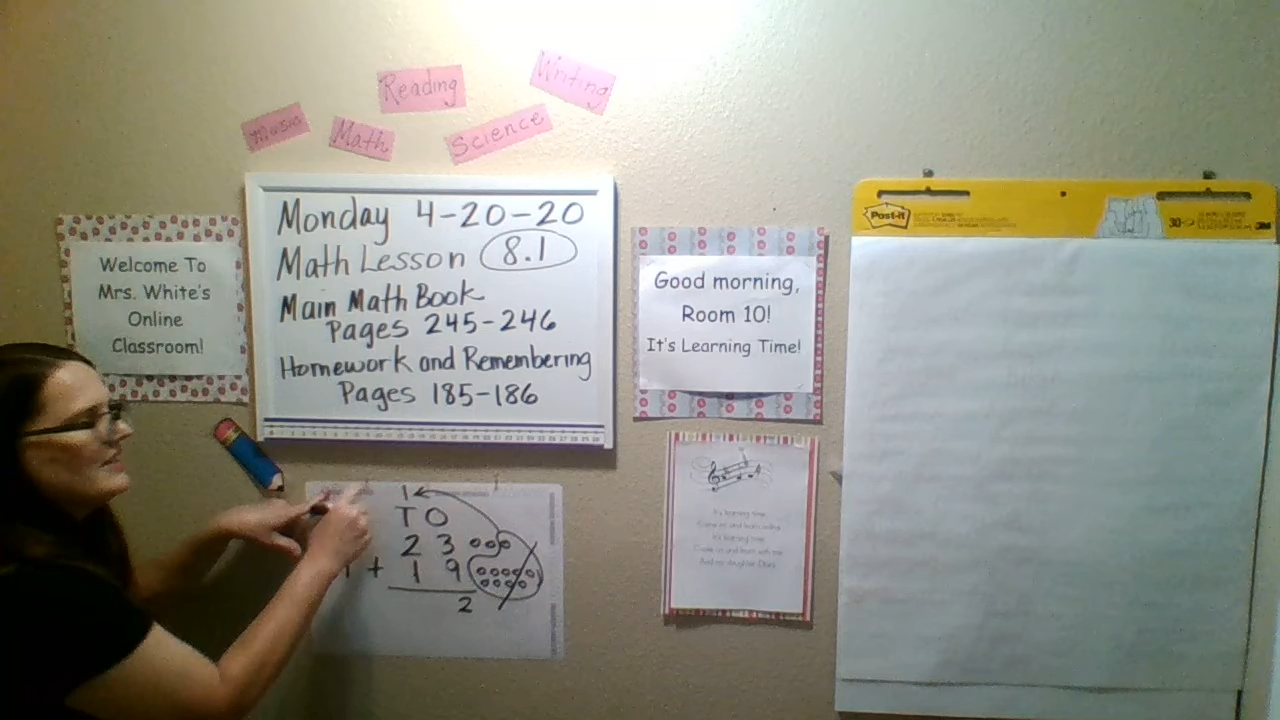 Writing
Reading
Music
Math
Science
Monday 4-20-20
Math Lesson 8.1
Main Math Book
Pages 245-246
Homework and Remembering
Pages 185-186
Welcome To
Mrs. White's
Online
Classroom!
Good morning,
Room 10!
It's Learning Time!
1
T O
2 3
+ 1 9
2
Post-it
30
3M